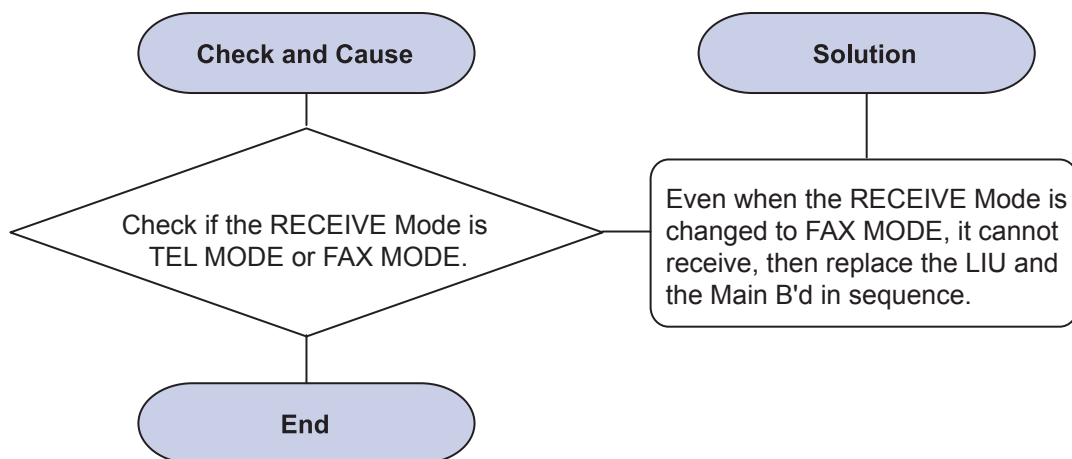 Check and Cause
Solution
Check if the RECEIVE Mode is
TEL MODE or FAX MODE.
Even when the RECEIVE Mode is
changed to FAX MODE, it cannot
receive, then replace the LIU and
the Main B'd in sequence.
End